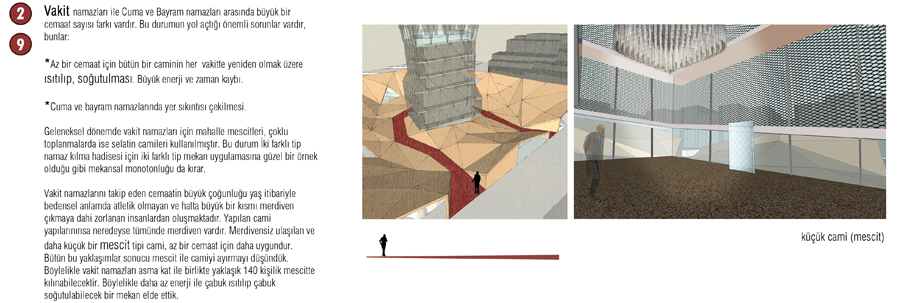 2
9
Vakit namazları ile Cuma ve Bayram namazları arasında büyük bir
cemaat sayısı farkı vardır. Bu durumun yol açtığı önemli sorunlar vardır,
bunlar:
*Az bir cemaat için bütün bir caminin her vakitte yeniden olmak üzere
ısıtılıp, soğutulması. Büyük enerji ve zaman kaybı.
*Cuma ve bayram namazlarında yer sıkıntısı çekilmesi.
Geleneksel dönemde vakit namazları için mahalle mescitleri, çoklu
toplanmalarda ise selatin camileri kullanılmıştır. Bu durum İki farklı tip
namaz kılma hadisesi için iki farklı tip mekan uygulamasına güzel bir örnek
olduğu gibi mekansal monotonluğu da kırar.
Vakit namazlarını takip eden cemaatin büyük çoğunluğu yaş itibariyle
bedensel anlamda atletik olmayan ve hatta büyük bir kısmı merdiven
çıkmaya dahi zorlanan insanlardan oluşmaktadır. Yapılan cami
yapılarınınsa neredeyse tümünde merdiven vardır. Merdivensiz ulaşılan ve
daha küçük bir mescit tipi cami, az bir cemaat için daha uygundur.
Bütün bu yaklaşımlar sonucu mescit ile camiyi ayırmayı düşündük.
Böylelikle vakit namazları asma kat ile birlikte yaklaşık 140 kişilik mescitte
kılınabilecektir. Böylelikle daha az enerji ile çabuk ısıtılıp çabuk
soğutulabilecek bir mekan elde ettik.
küçük cami (mescit)